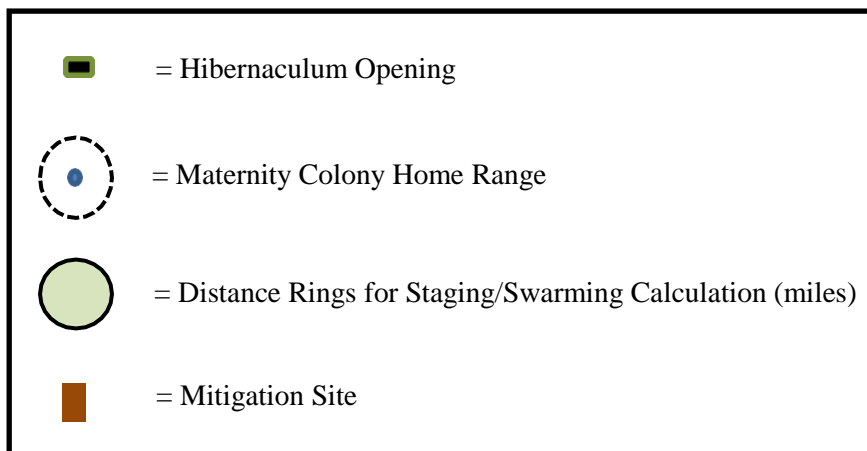 = Hibernaculum Opening
= Maternity Colony Home Range
= Distance Rings for Staging/Swarming Calculation (miles)
= Mitigation Site